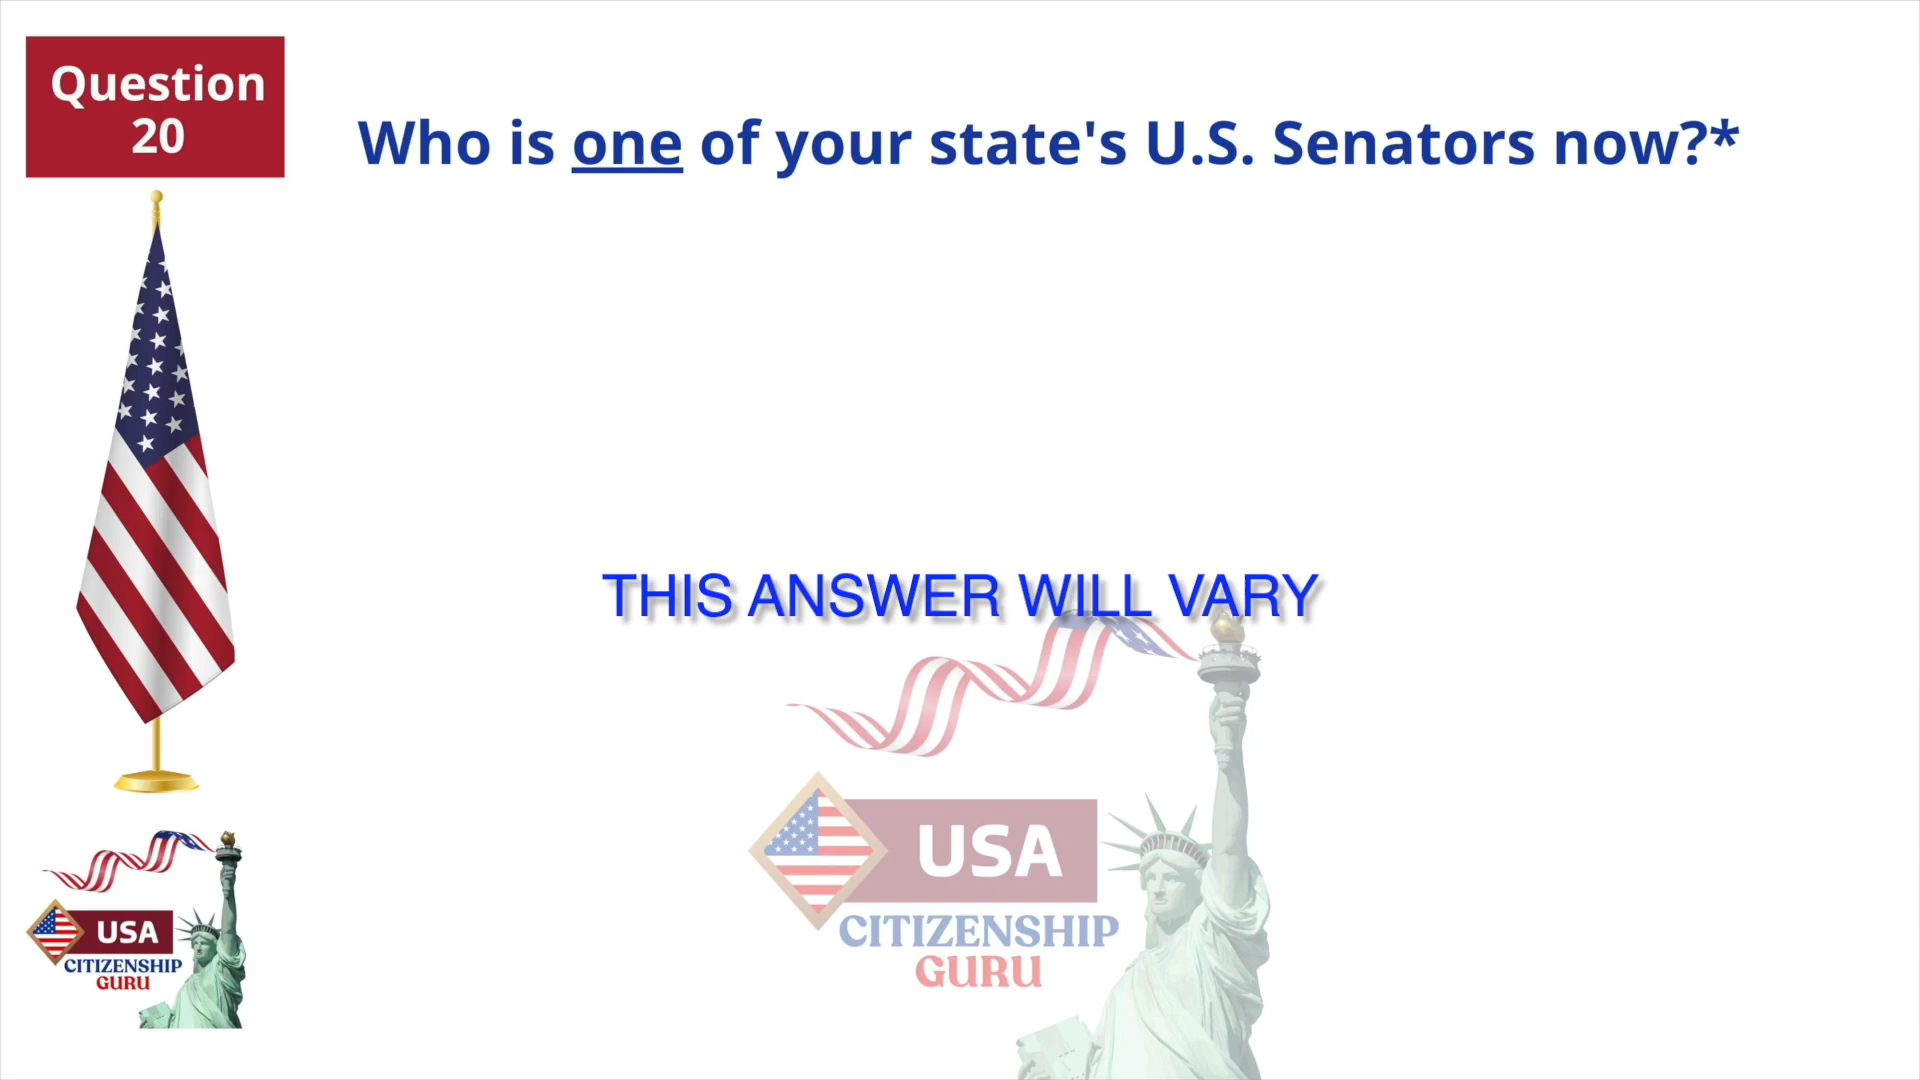 Question
20
Who is one of your state's U.S. Senators now?*
THIS ANSWER WILL VARY
USA
CITIZENSHIP
GURU
USA
CITIZENSHIP
GURU